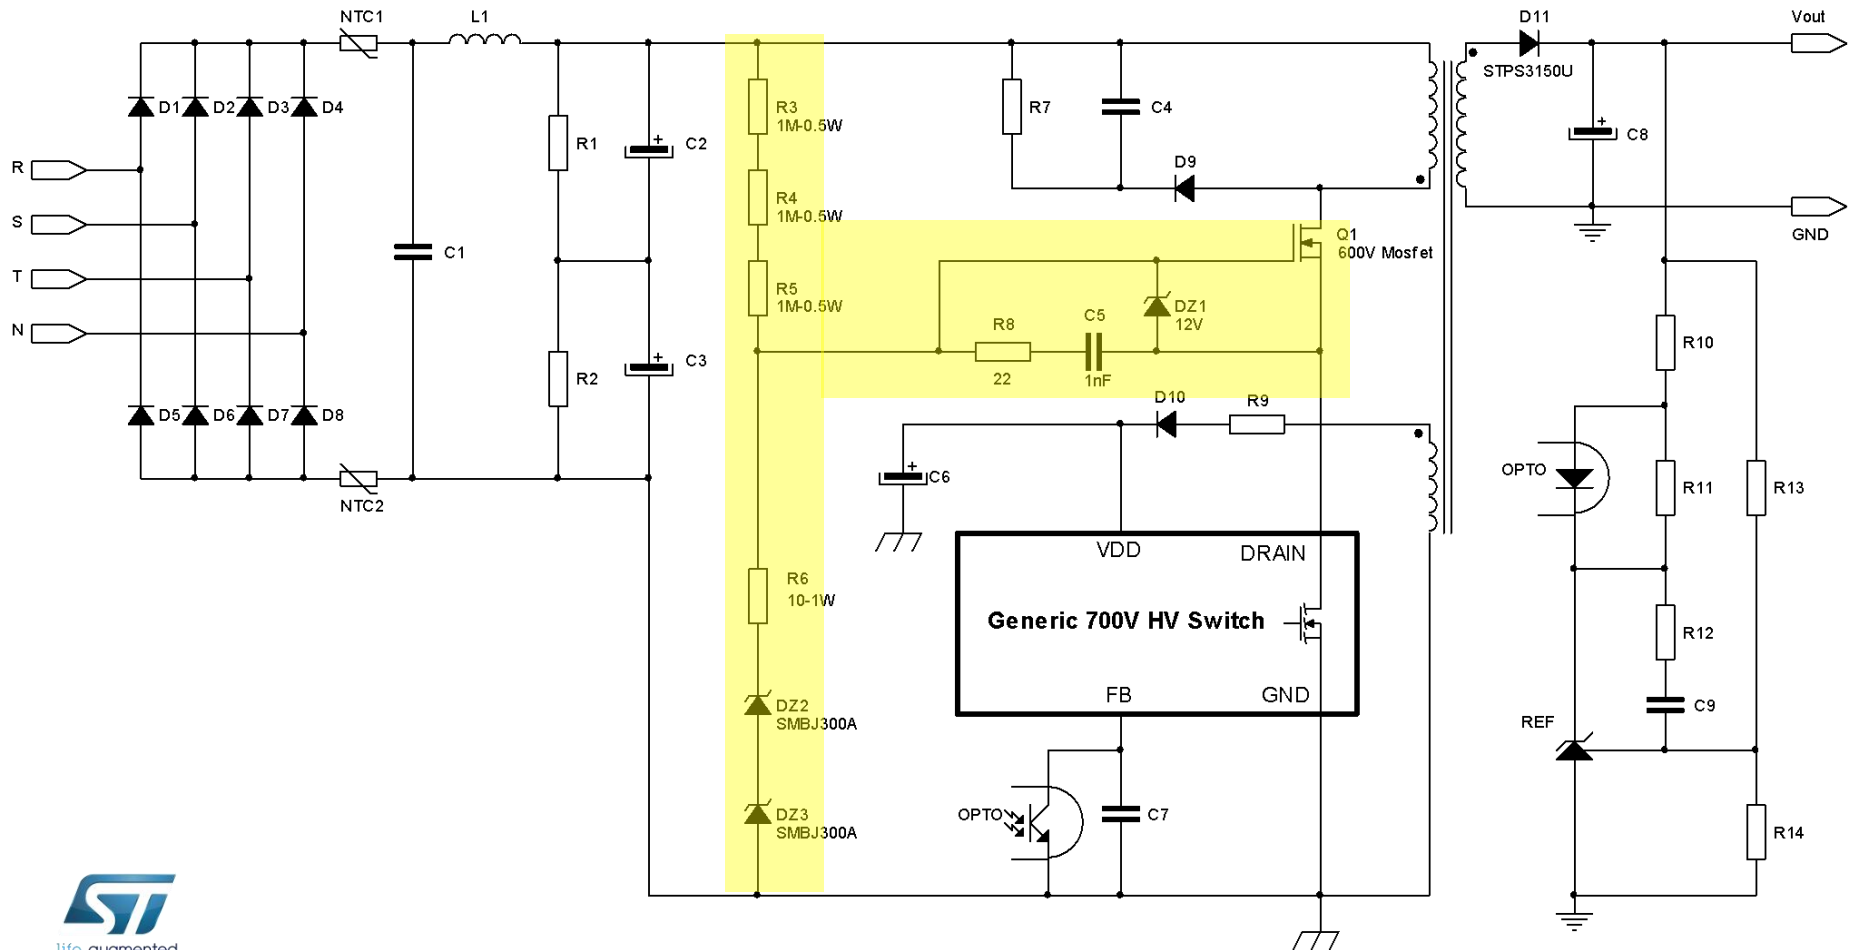 NTC1
L1
D11
Vout
STPS3150U
D1
D2
D3
D4
R3
1M-0.5W
R7
C4
C8
R1
C2
R
D9
R4
1M-0.5W
S
GND
Q1
600V Mosfet
C1
T
R5
1M-0.5W
DZ1
12V
R8
C5
N
R10
C3
R2
22
1nF
D10
R9
D5
D6
D7
D8
OPTO
C6
R11
R13
NTC2
VDD
DRAIN
R6
10-1W
Generic 700V HV Switch
R12
FB
GND
DZ2
SMBJ300A
C9
REF
DZ3
SMBJ300A
OPTO
C7
R14
ST
life.augmented